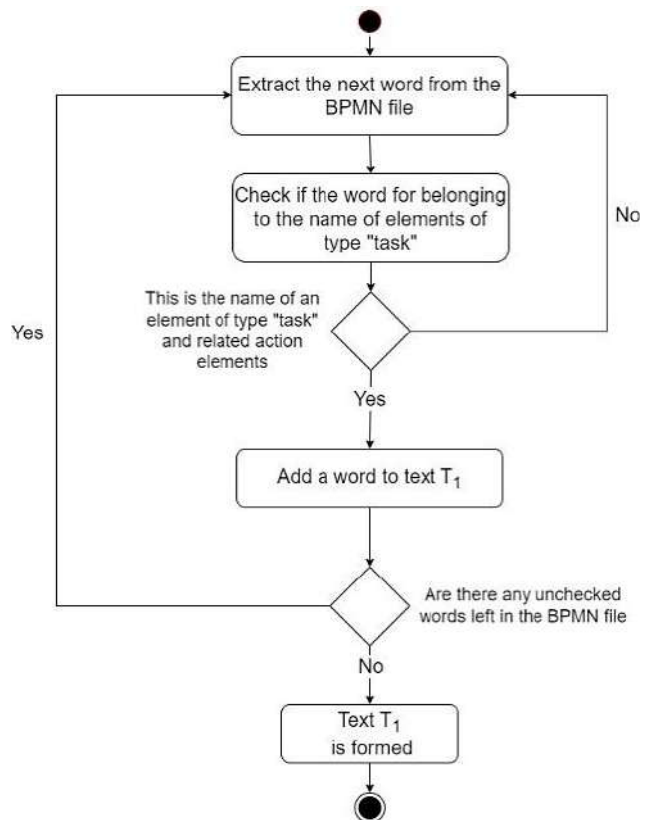 Extract the next word from the
BPMN file
Check if the word for belonging
to the name of elements of
type "task"
No
This is the name of an
element of type "task"
and related action
elements
Yes
Yes
Add a word to text T₁
Are there any unchecked
words left in the BPMN file
No
Text T₁
is formed